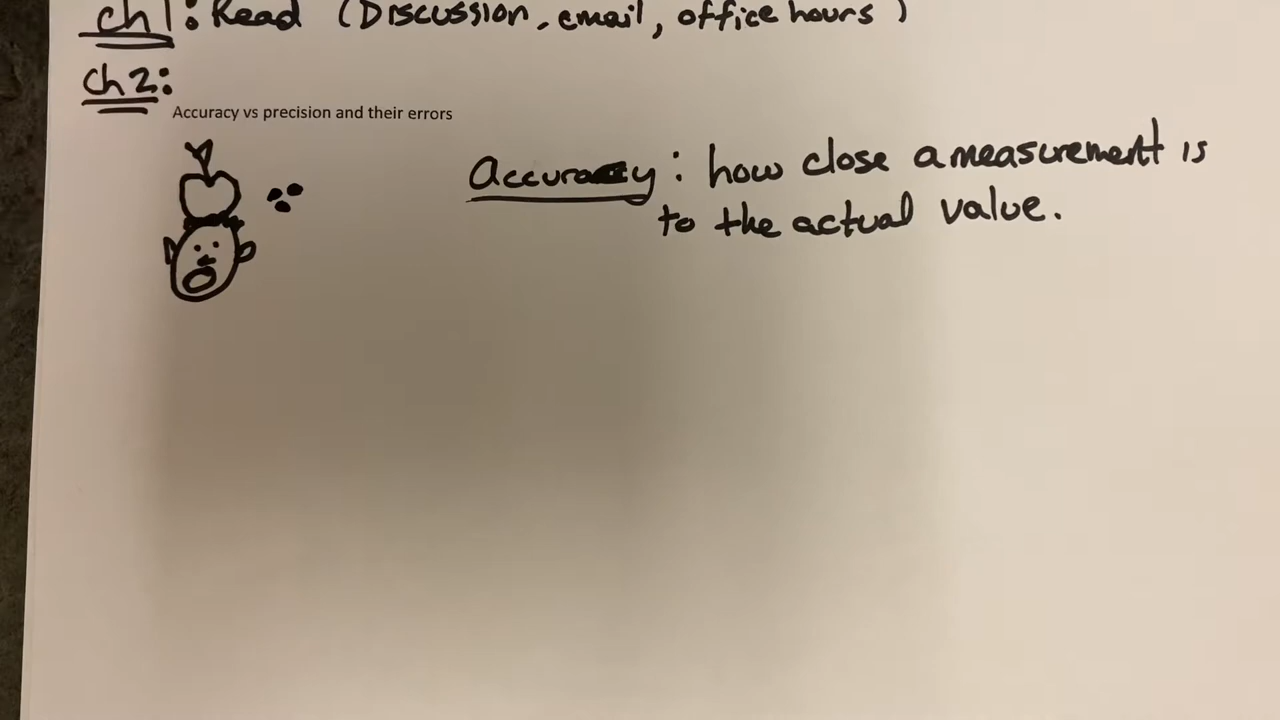 ch1: Read (Discussion, email, office hours)
ch2:
Accuracy vs precision and their errors
Accuracy: how close a measurement is
to the actual value.